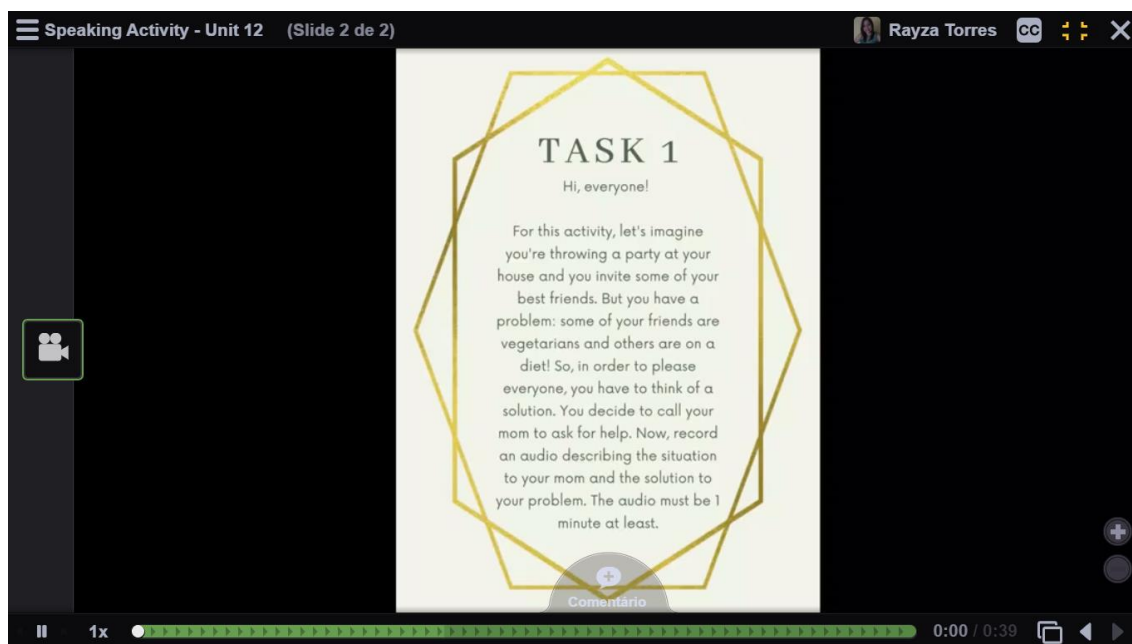 Speaking Activity - Unit 12 (Slide 2 de 2) Rayza Torres CC
TASK 1
Hi, everyone!
For this activity, let's imagine
you're throwing a party at your
house and you invite some of your
best friends. But you have a
problem: some of your friends are
vegetarians and others are on a
diet! So, in order to please
everyone, you have to think of a
solution. You decide to call your
mom to ask for help. Now, record
an audio describing the situation
to your mom and the solution to
your problem. The audio must be 1
minute at least.
Comentário
1x 0:00 / 0:39